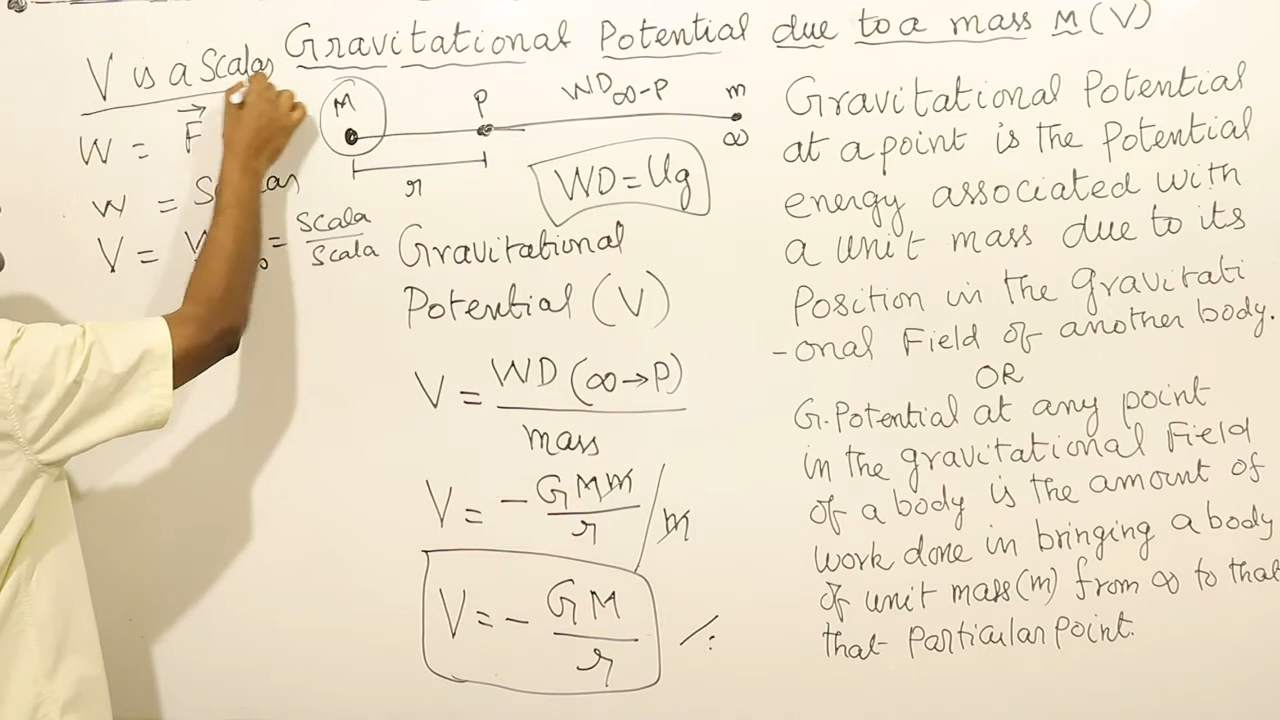 Gravitational Potential due to a mass M (V)
V is a Scalar
W = F
W =
V = = Scala / Scala
M
P
WD∞-P
m
∞
r
WD = Ug
Gravitational
Potential (V)
V = WD (∞→P) / mass
V = - GMm / r / m
V = - GM / r
Gravitational Potential
at a point is the Potential
energy associated with
a unit mass due to its
Position in the gravitati
-onal Field of another body.
OR
G. Potential at any point
in the gravitational Field
of a body is the amount of
work done in bringing a body
of unit mass(m) from ∞ to that
that Particular point.